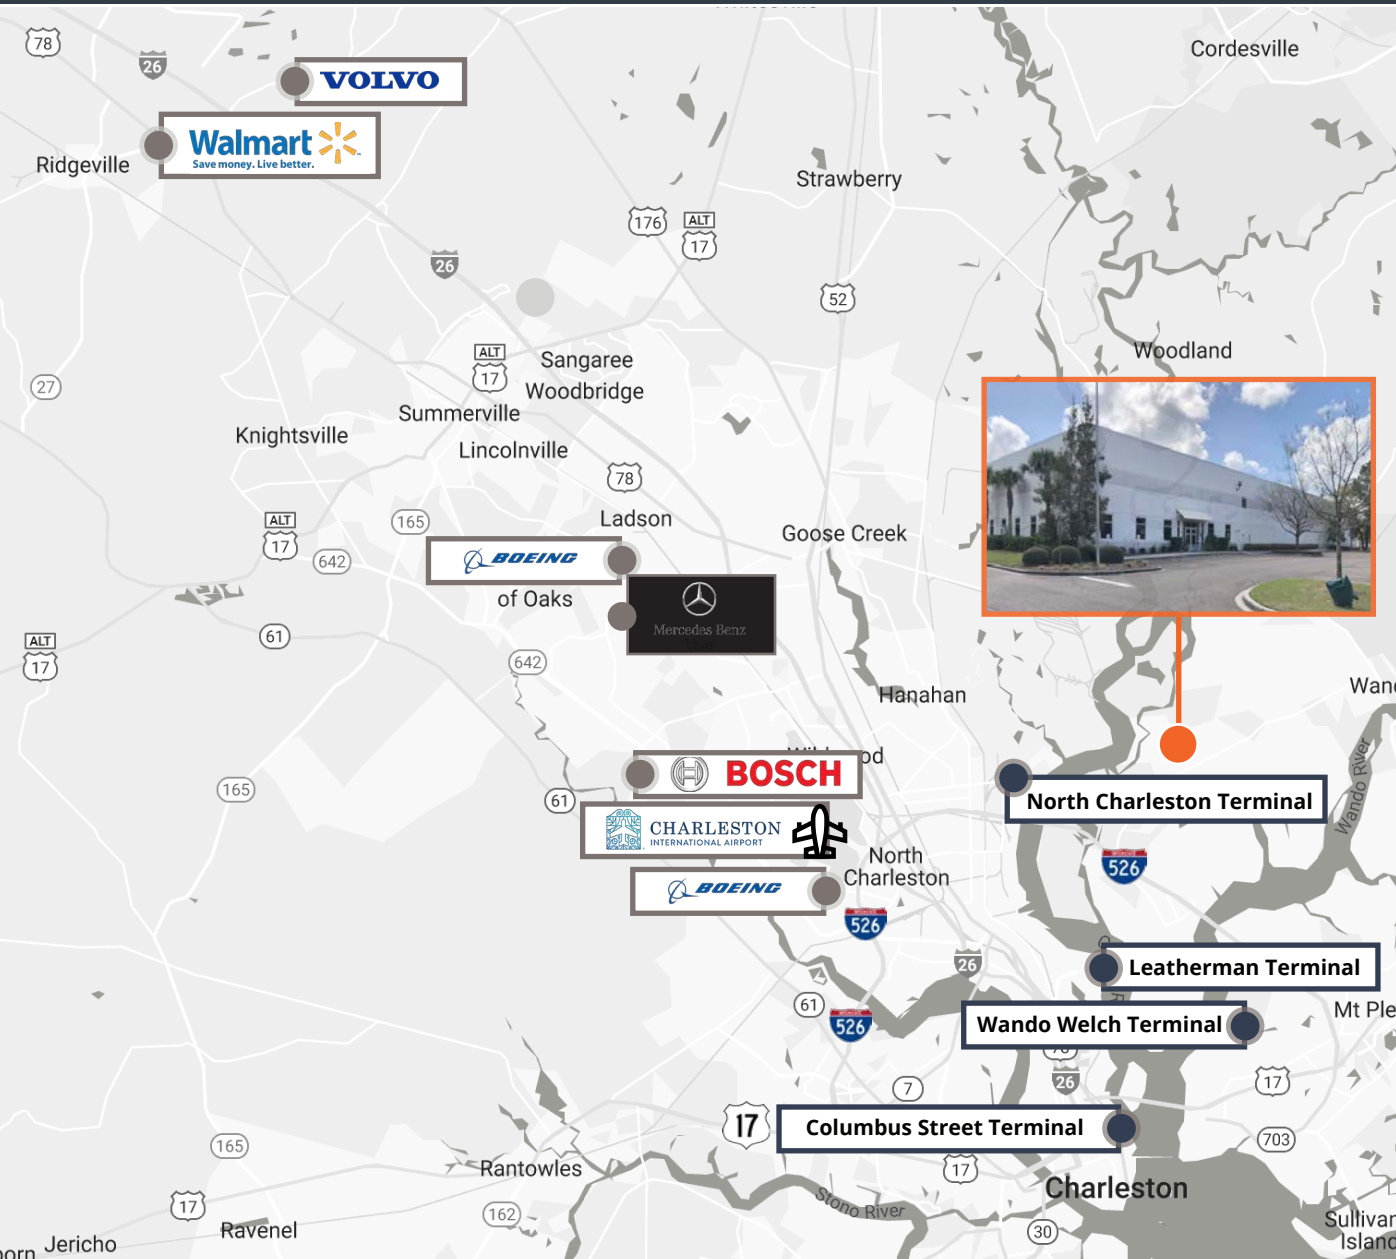 78
26
VOLVO
Cordesville
Walmart
Save money. Live better.
Ridgeville
Strawberry
176
ALT
17
26
52
Woodland
ALT
17
Sangaree
Woodbridge
27
Summerville
Knightsville
Lincolnville
78
165
Ladson
ALT
17
Goose Creek
642
BOEING
of Oaks
Mercedes Benz
61
ALT
17
642
Hanahan
BOSCH
61
165
North Charleston Terminal
Wando River
CHARLESTON
INTERNATIONAL AIRPORT
North
Charleston
526
BOEING
526
26
Leatherman Terminal
61
526
Wando Welch Terminal
Mt Ple
26
17
7
17
Columbus Street Terminal
703
165
Rantowles
17
Charleston
17
162
Stono River
Ravenel
30
Sullivan
Island
Jericho